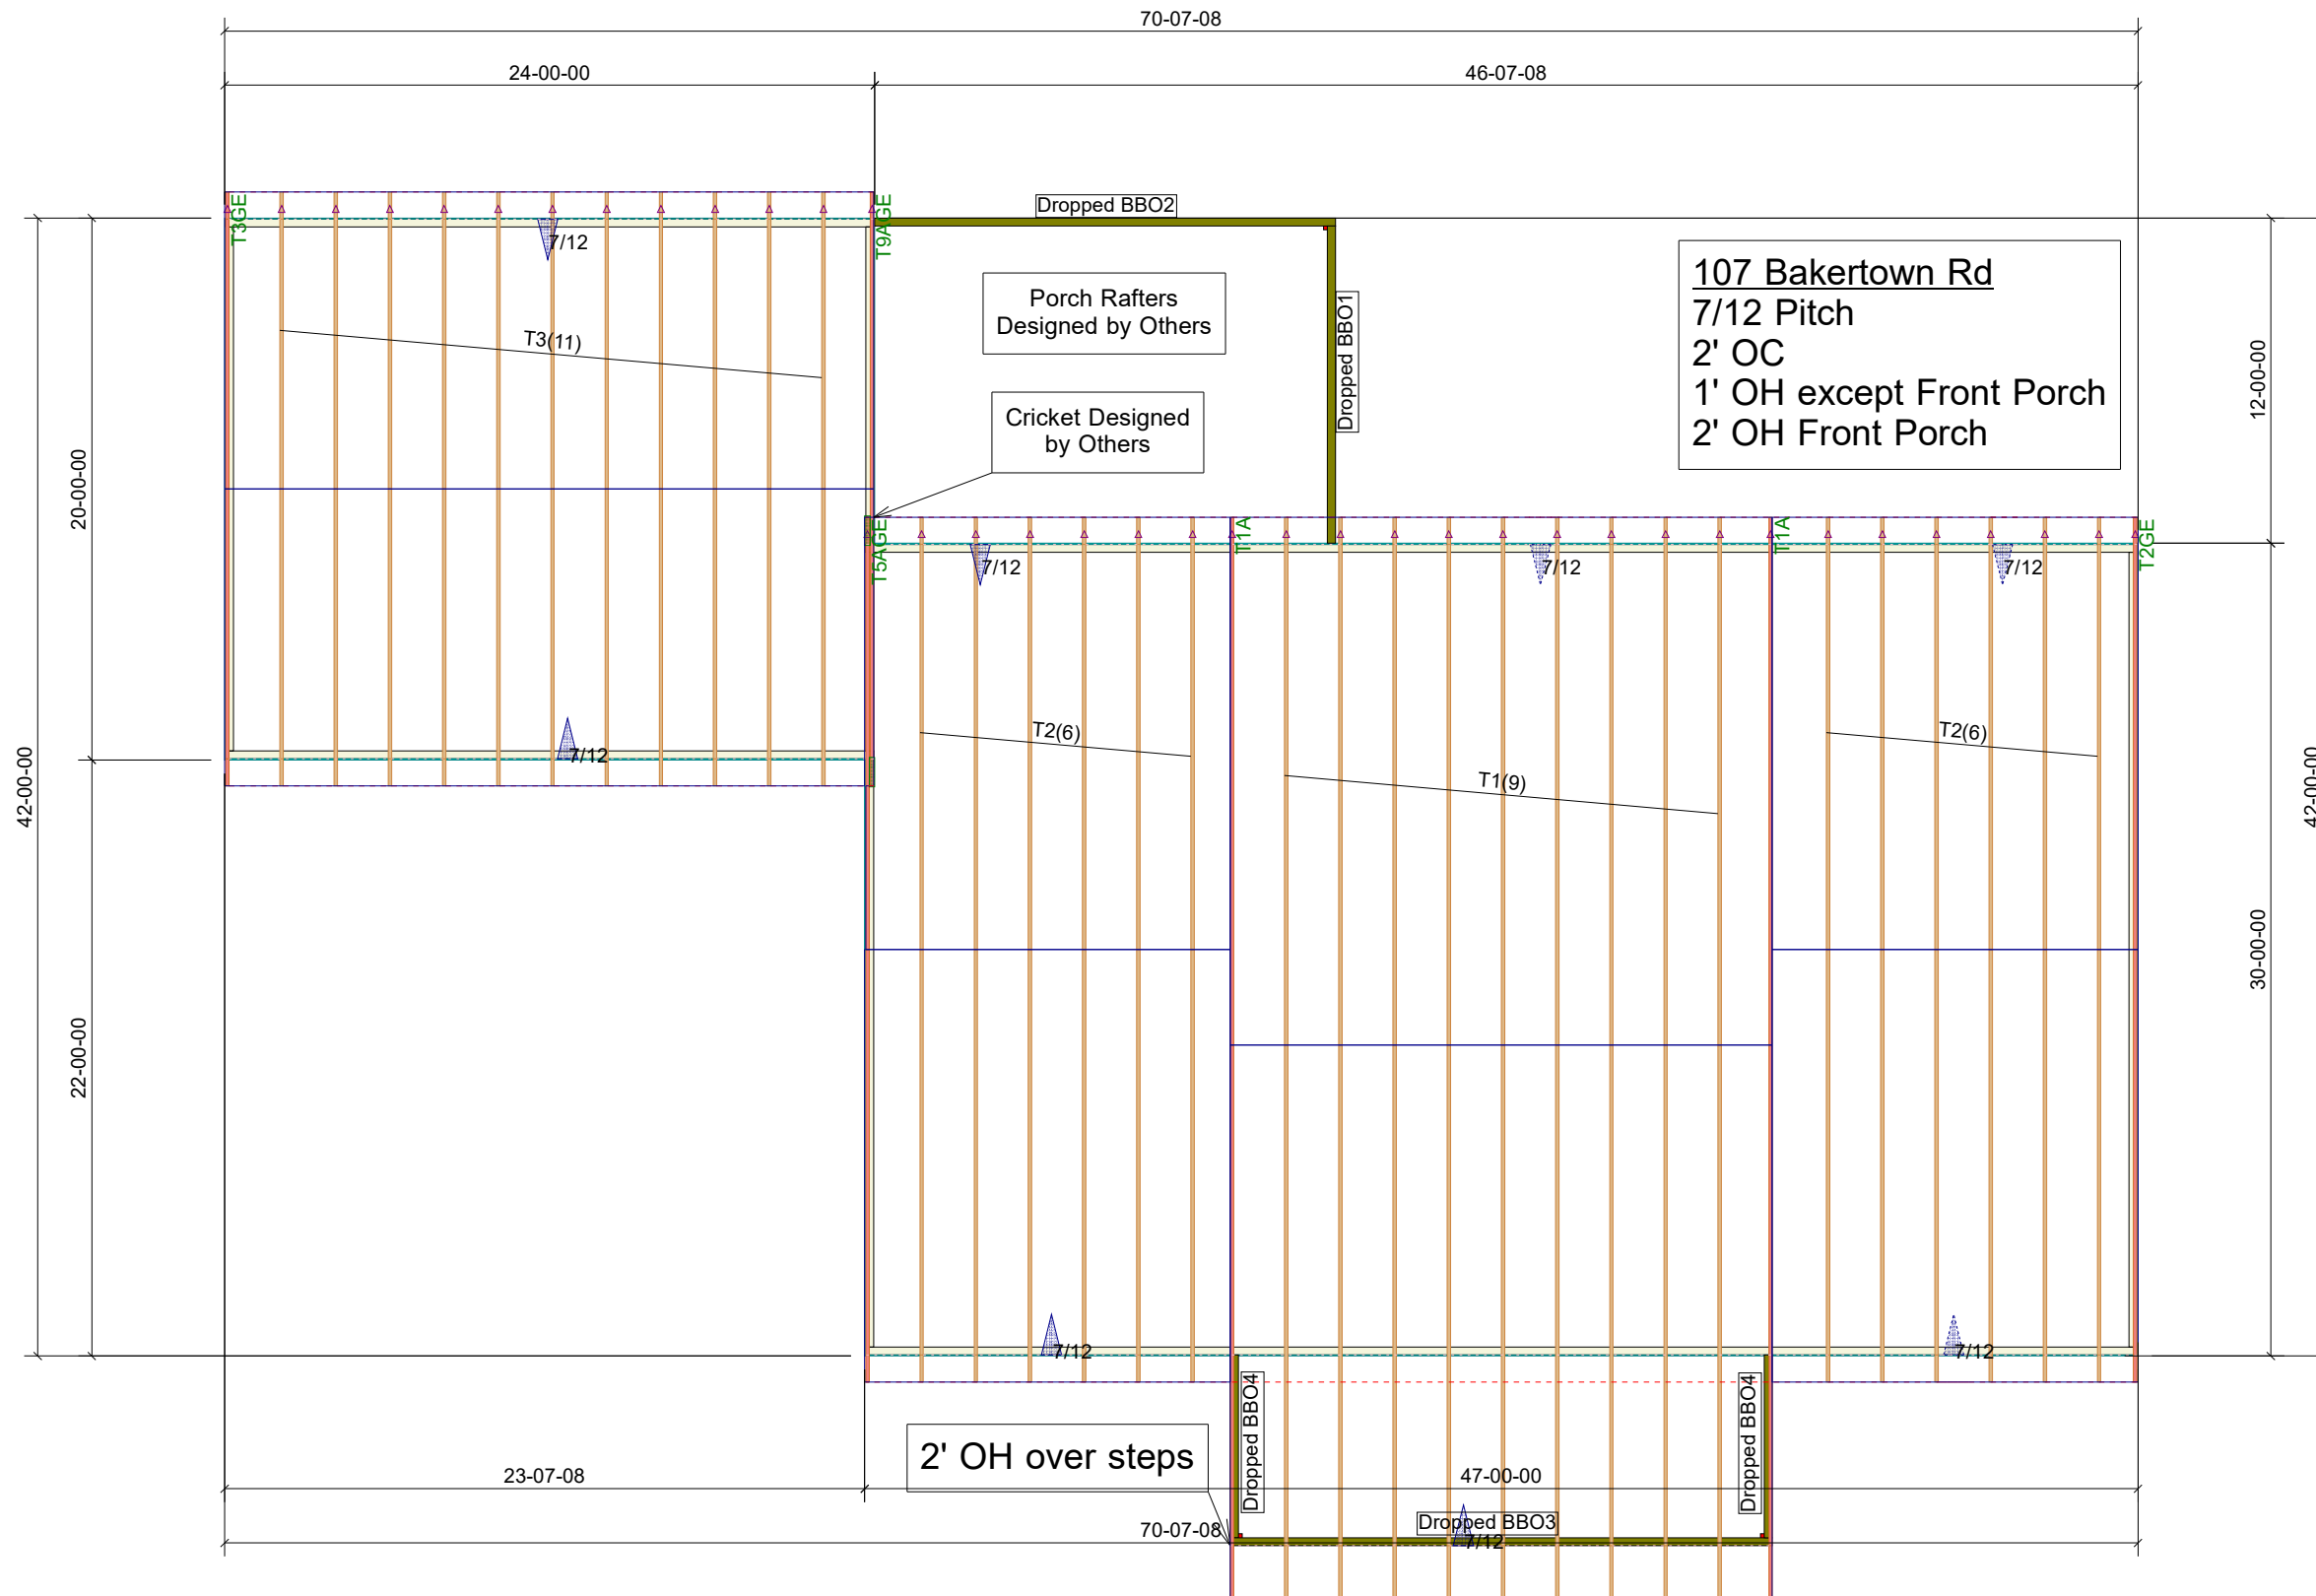 70-07-08
24-00-00
46-07-08
Dropped BBO2
T3GE
T9AGE
7/12
Porch Rafters
Designed by Others
Dropped BBO1
107 Bakertown Rd
7/12 Pitch
2' OC
1' OH except Front Porch
2' OH Front Porch
12-00-00
T3(11)
Cricket Designed
by Others
20-00-00
T5AGE
T1A
T1A
T2GE
7/12
7/12
7/12
T2(6)
T2(6)
7/12
T1(9)
42-00-00
42-00-00
30-00-00
22-00-00
7/12
7/12
Dropped BBO4
Dropped BBO4
2' OH over steps
23-07-08
47-00-00
Dropped BBO3
70-07-08
7/12